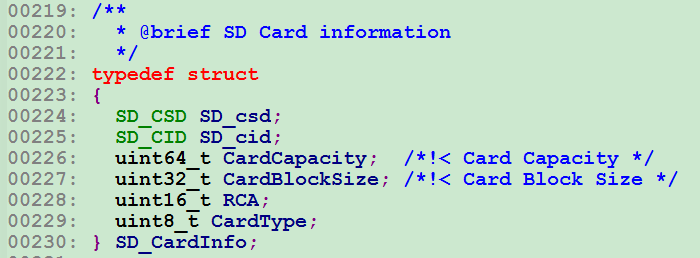 00219: /**
00220:   * @brief SD Card information
00221:   */
00222: typedef struct
00223: {
00224:   SD_CSD SD_csd;
00225:   SD_CID SD_cid;
00226:   uint64_t CardCapacity;  /*!< Card Capacity */
00227:   uint32_t CardBlockSize; /*!< Card Block Size */
00228:   uint16_t RCA;
00229:   uint8_t CardType;
00230: } SD_CardInfo;